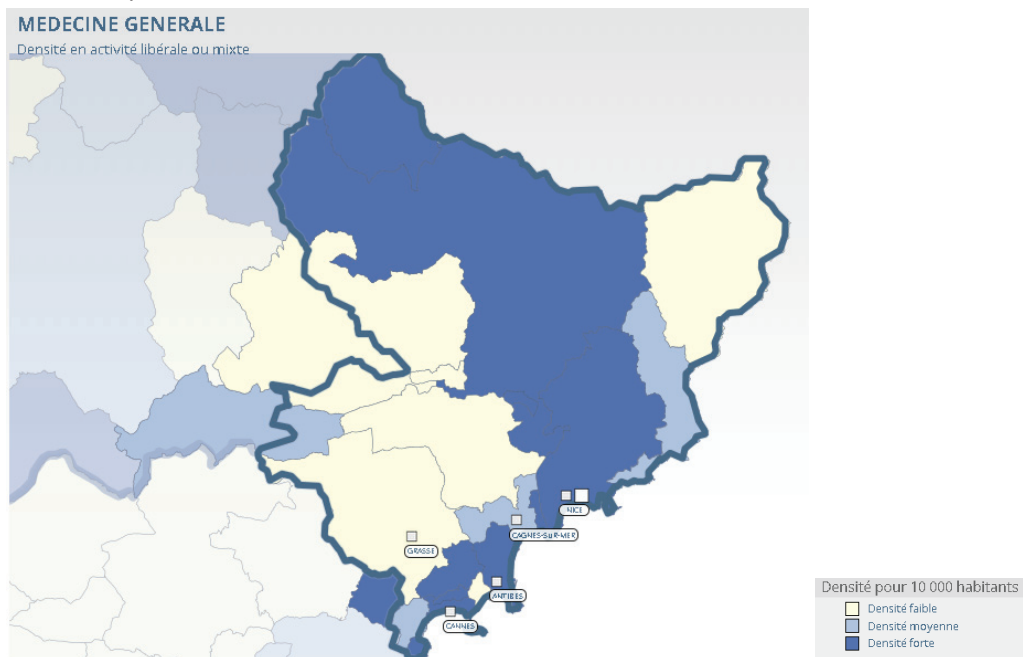 MEDECINE GENERALE
Densité en activité libérale ou mixte
NICE
CAGNES-SUR-MER
GRASSE
ANTIBES
CANNES
Densité pour 10 000 habitants
Densité faible
Densité moyenne
Densité forte